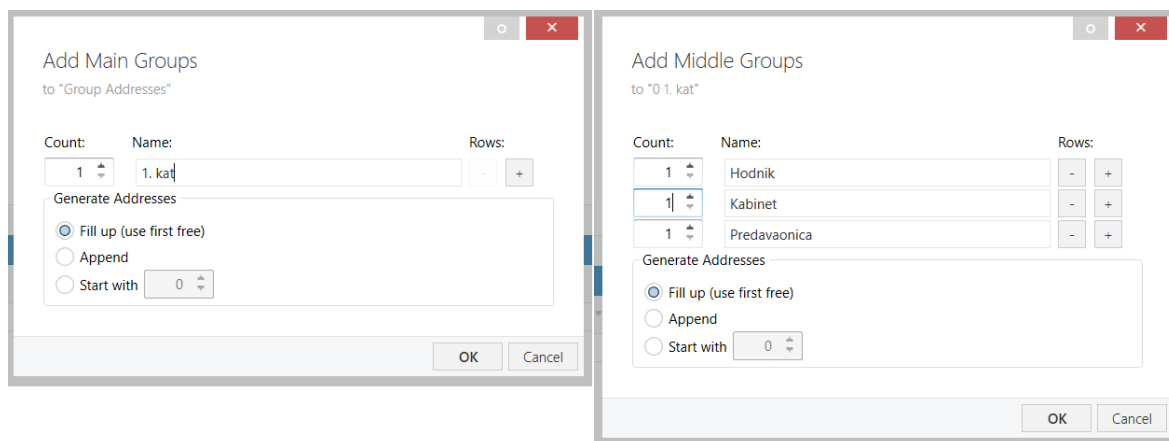 Add Main Groups
to "Group Addresses"
Count: Name: Rows:
1 1. kat - +
Generate Addresses
Fill up (use first free)
Append
Start with 0
OK Cancel
Add Middle Groups
to "0 1. kat"
Count: Name: Rows:
1 Hodnik - +
1 Kabinet - +
1 Predavaonica - +
Generate Addresses
Fill up (use first free)
Append
Start with 0
OK Cancel